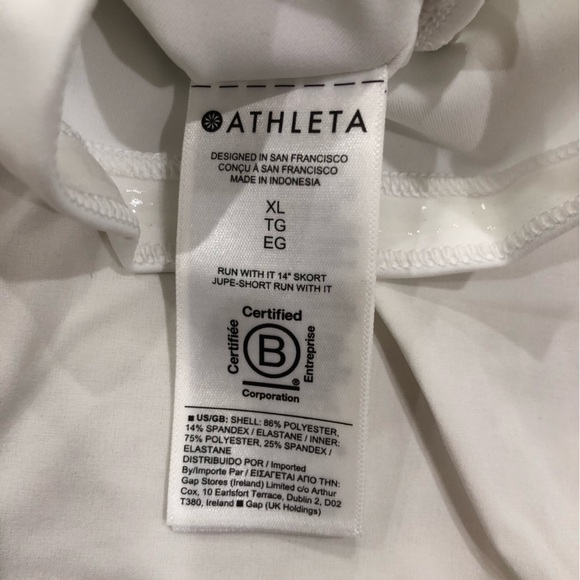 ATHLETA
DESIGNED IN SAN FRANCISCO
CONÇU À SAN FRANCISCO
MADE IN INDONESIA
XL
TG
EG
RUN WITH IT 14" SKORT
JUPE-SHORT RUN WITH IT
Certified
Certifiée
B
Entreprise
®
Corporation
■ US/GB: SHELL: 86% POLYESTER,
14% SPANDEX / ELASTANE / INNER:
75% POLYESTER, 25% SPANDEX /
ELASTANE
DISTRIBUIDO POR / Imported
By/Importe Par / ΕΙΣΑΓΕΤΑΙ ΑΠΟ ΤΗΝ:
Gap Stores (Ireland) Limited c/o Arthur
Cox, 10 Earlsfort Terrace, Dublin 2, D02
T380, Ireland ■ Gap (UK Holdings)